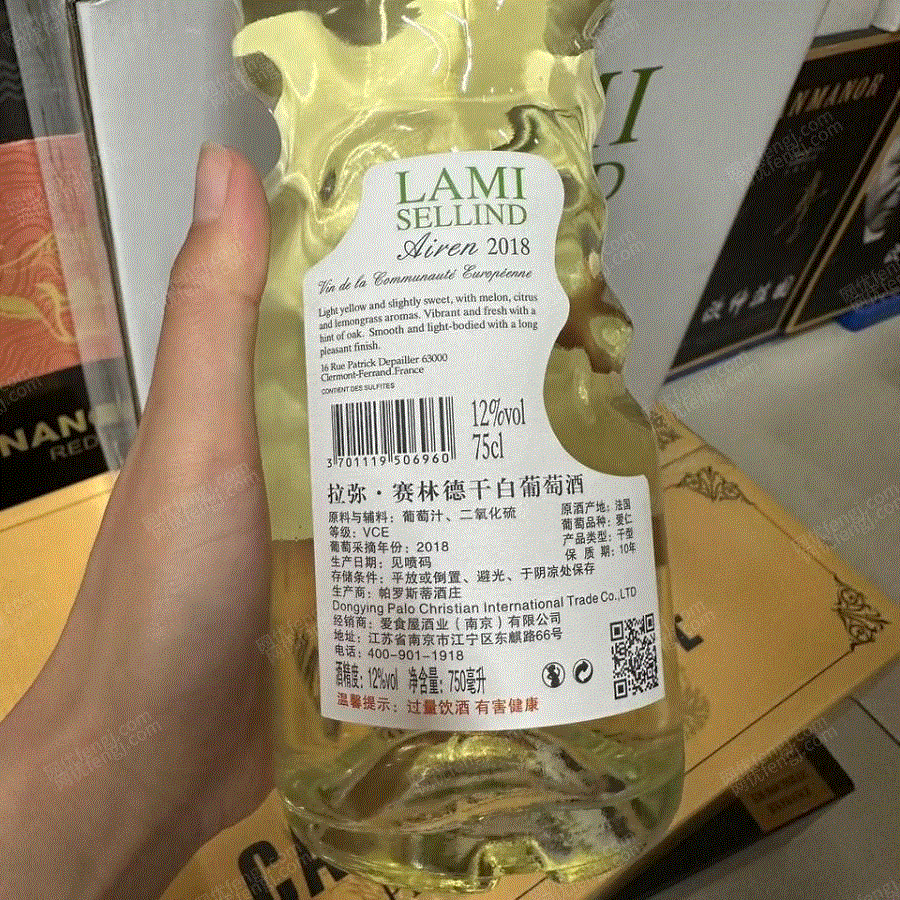 LAMI
SELLIND
Airen 2018
Vin de la Communauté Européenne
Light yellow and slightly sweet, with melon, citrus
and lemongrass aromas. Vibrant and fresh with a
hint of oak. Smooth and light-bodied with a long
pleasant finish.
16 Rue Patrick Depailler 63000
Clermont-Ferrand.France
CONTIENT DES SULFITES
12%vol
75cl
3 701119 506960
拉弥·赛林德干白葡萄酒
原料与辅料：葡萄汁、二氧化硫
等级：VCE
葡萄采摘年份：2018
生产日期：见喷码
原酒产地：法国
葡萄品种：爱仁
产品类型：干型
保 质 期：10年
存储条件：平放或倒置、避光、于阴凉处保存
生产商：帕罗斯蒂酒庄
Dongying Palo Christian International Trade Co.,LTD
经销商：爱食屋酒业（南京）有限公司
地址：江苏省南京市江宁区东麒路66号
电话：400-901-1918
酒精度：12%vol 净含量：750毫升
温馨提示：过量饮酒 有害健康
NMANOR
NANC
RED
CA
E